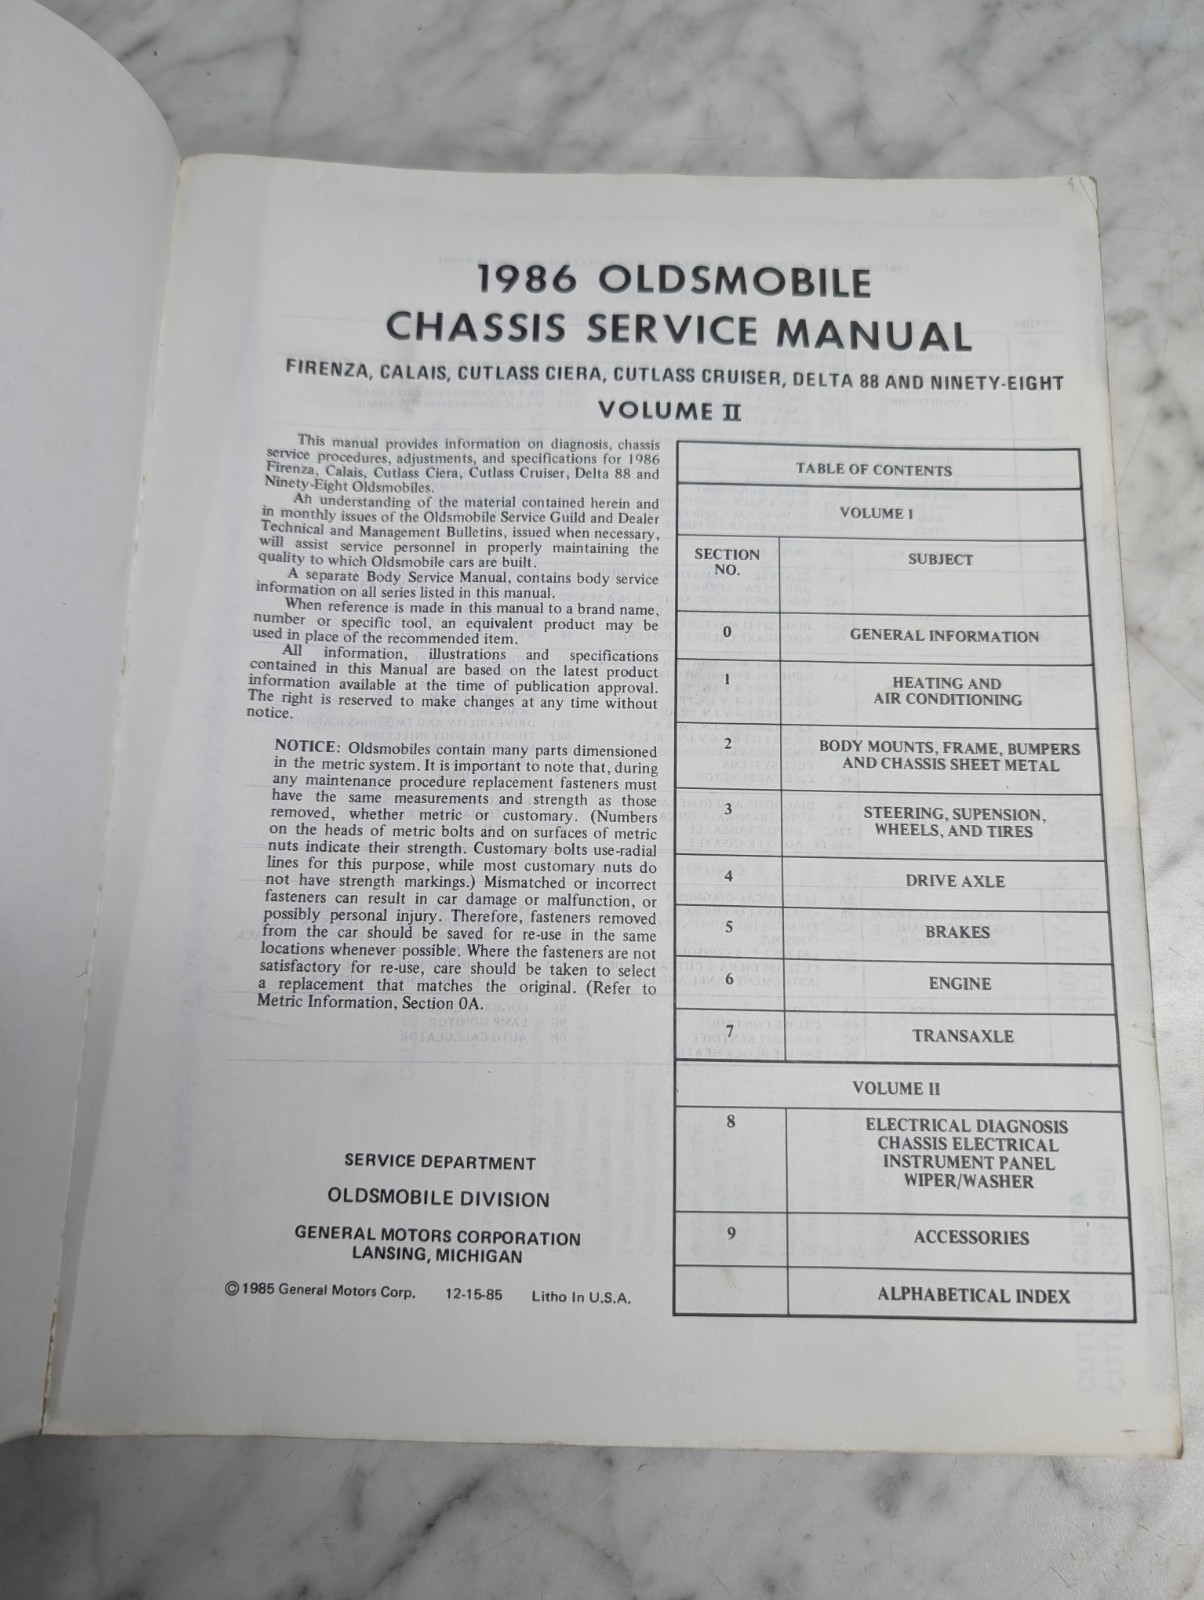 1986 OLDSMOBILE
CHASSIS SERVICE MANUAL
FIRENZA, CALAIS, CUTLASS CIERA, CUTLASS CRUISER, DELTA 88 AND NINETY-EIGHT
VOLUME II
This manual provides information on diagnosis, chassis
service procedures, adjustments, and specifications for 1986
Firenza, Calais, Cutlass Ciera, Cutlass Cruiser, Delta 88 and
Ninety-Eight Oldsmobiles.
An understanding of the material contained herein and
in monthly issues of the Oldsmobile Service Guild and Dealer
Technical and Management Bulletins, issued when necessary,
will assist service personnel in properly maintaining the
quality to which Oldsmobile cars are built.
A separate Body Service Manual, contains body service
information on all series listed in this manual.
When reference is made in this manual to a brand name,
number or specific tool, an equivalent product may be
used in place of the recommended item.
All information, illustrations and specifications
contained in this Manual are based on the latest product
information available at the time of publication approval.
The right is reserved to make changes at any time without
notice.
NOTICE: Oldsmobiles contain many parts dimensioned
in the metric system. It is important to note that, during
any maintenance procedure replacement fasteners must
have the same measurements and strength as those
removed, whether metric or customary. (Numbers
on the heads of metric bolts and on surfaces of metric
nuts indicate their strength. Customary bolts use-radial
lines for this purpose, while most customary nuts do
not have strength markings.) Mismatched or incorrect
fasteners can result in car damage or malfunction, or
possibly personal injury. Therefore, fasteners removed
from the car should be saved for re-use in the same
locations whenever possible. Where the fasteners are not
satisfactory for re-use, care should be taken to select
a replacement that matches the original. (Refer to
Metric Information, Section 0A.
SERVICE DEPARTMENT
OLDSMOBILE DIVISION
GENERAL MOTORS CORPORATION
LANSING, MICHIGAN
©1985 General Motors Corp. 12-15-85 Litho In U.S.A.
TABLE OF CONTENTS
VOLUME I
SECTION
NO.
SUBJECT
0 GENERAL INFORMATION
1 HEATING AND
AIR CONDITIONING
2 BODY MOUNTS, FRAME, BUMPERS
AND CHASSIS SHEET METAL
3 STEERING, SUPENSION,
WHEELS, AND TIRES
4 DRIVE AXLE
5 BRAKES
6 ENGINE
7 TRANSAXLE
VOLUME II
8 ELECTRICAL DIAGNOSIS
CHASSIS ELECTRICAL
INSTRUMENT PANEL
WIPER/WASHER
9 ACCESSORIES
ALPHABETICAL INDEX